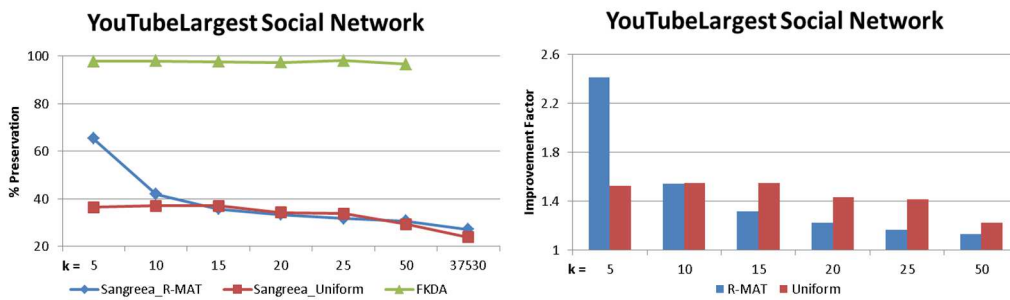 YouTubeLargest Social Network
% Preservation
100
80
60
40
20
k = 5 10 15 20 25 50 37530
Sangreea_R-MAT Sangreea_Uniform FKDA
YouTubeLargest Social Network
Improvement Factor
2.6
2.2
1.8
1.4
1
k = 5 10 15 20 25 50
R-MAT Uniform